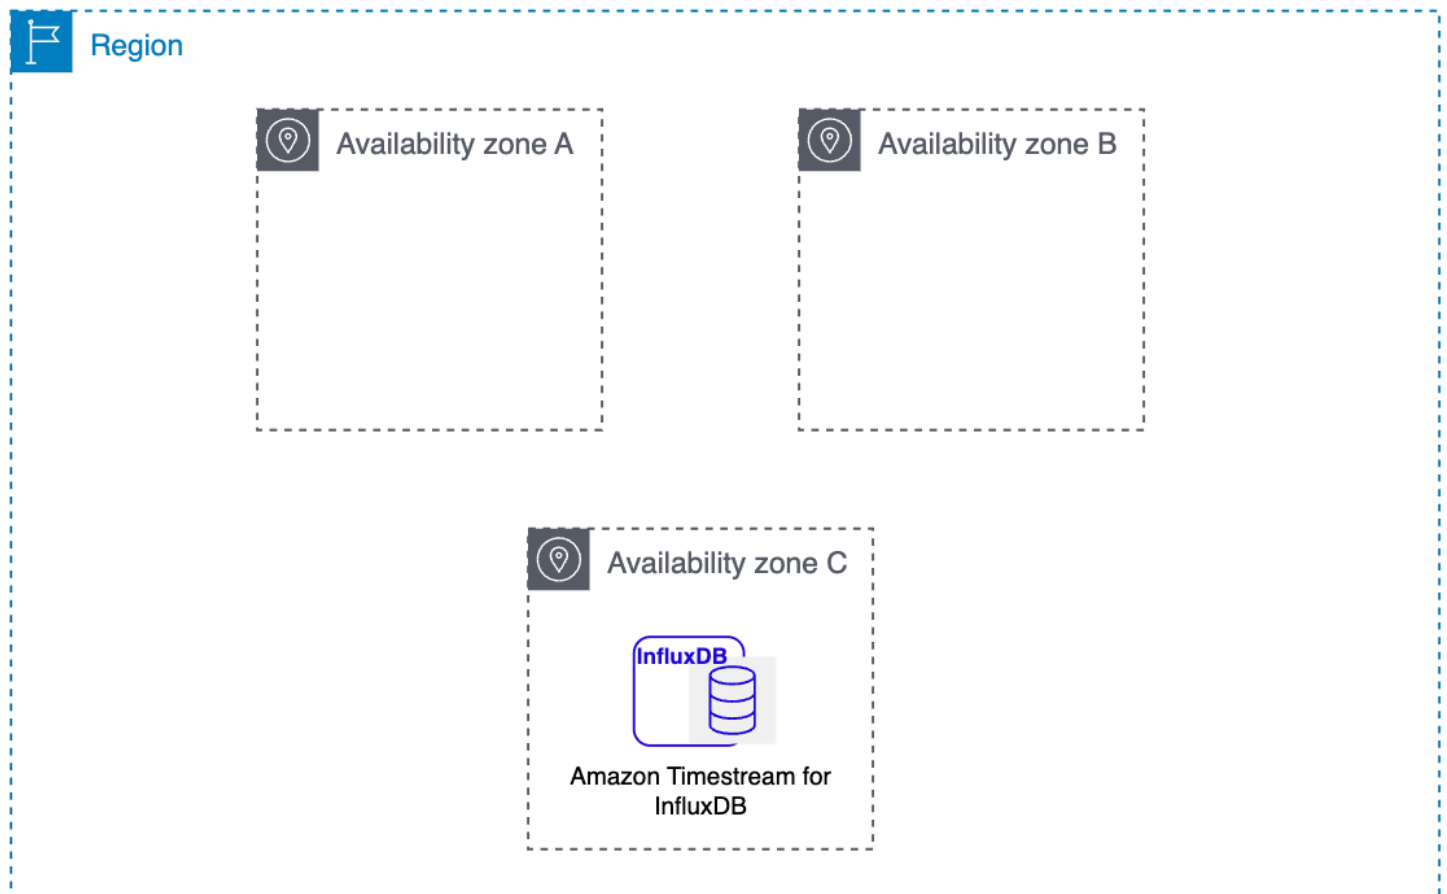 Region
Availability zone A
Availability zone B
Availability zone C
InfluxDB
Amazon Timestream for
InfluxDB